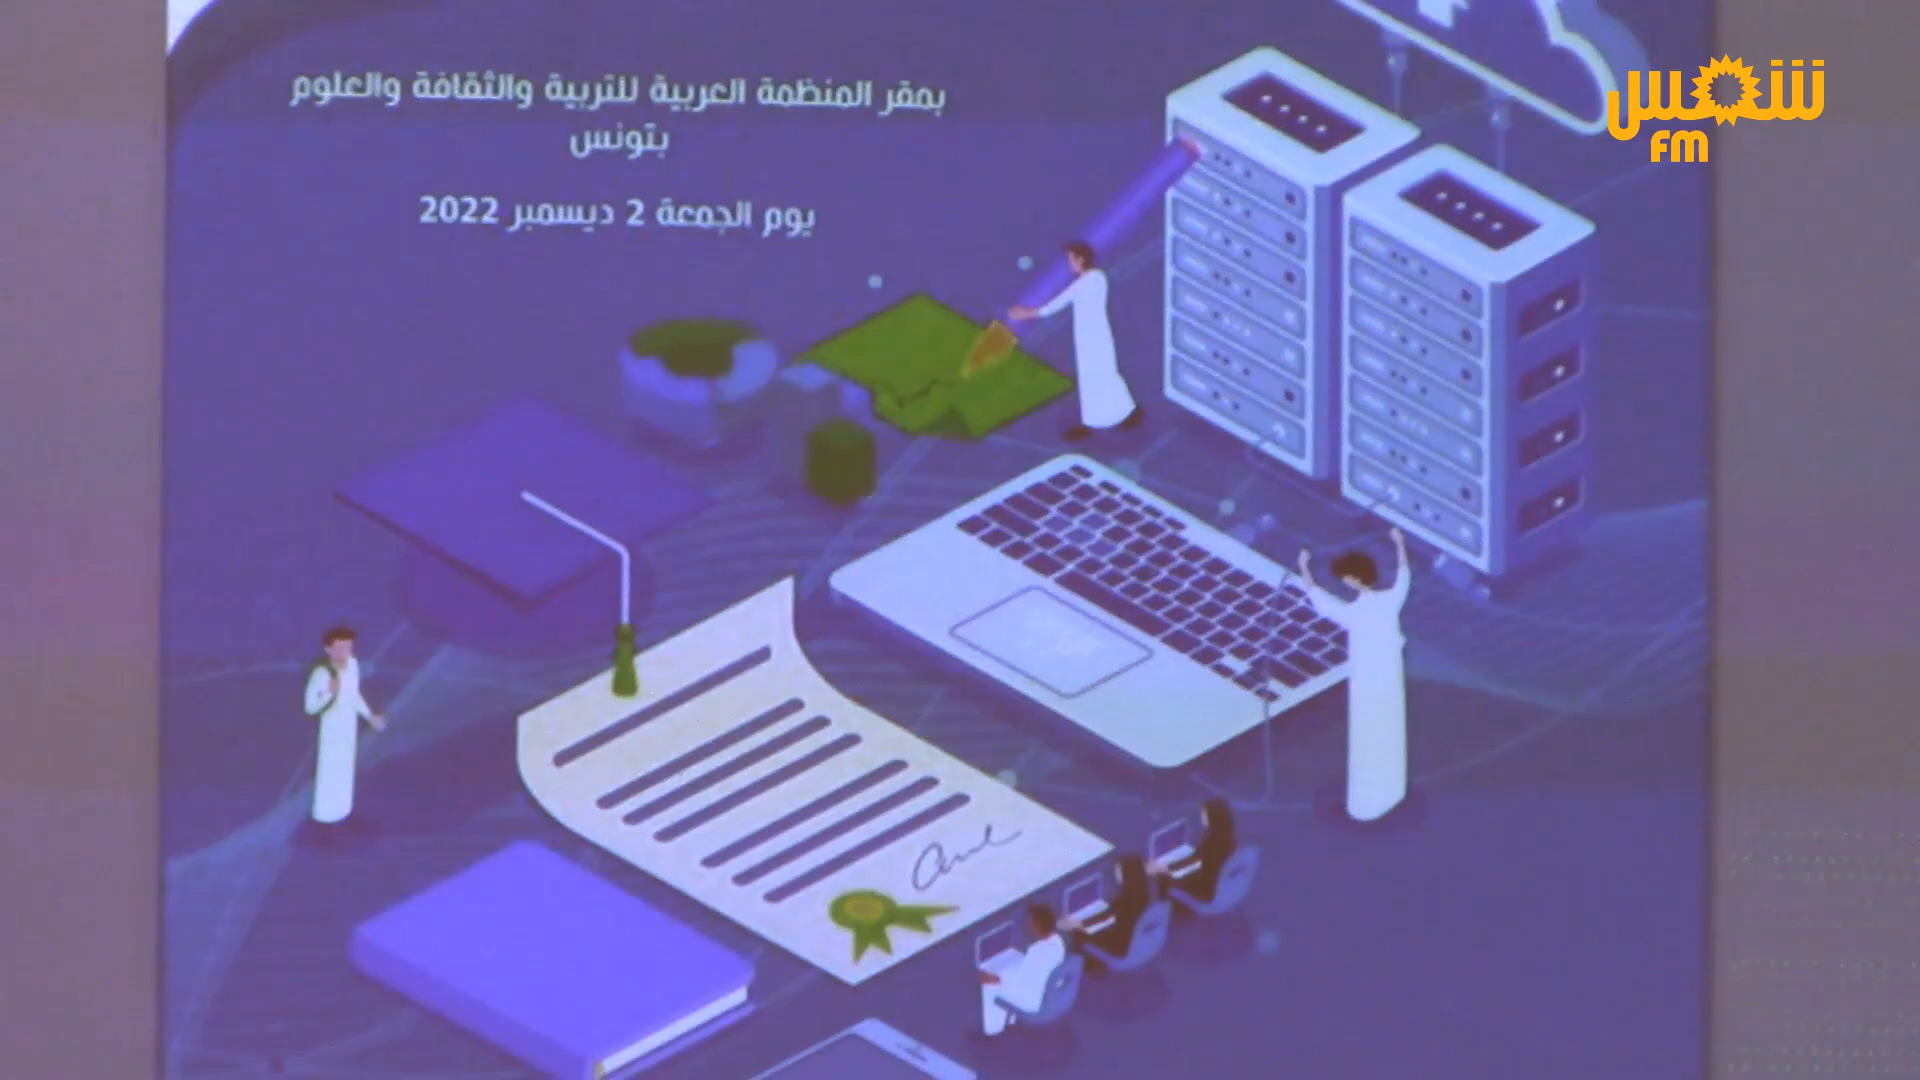 بمقر المنظمة العربية للتربية والثقافة والعلوم
بتونس
يوم الجمعة 2 ديسمبر 2022
شمس
FM